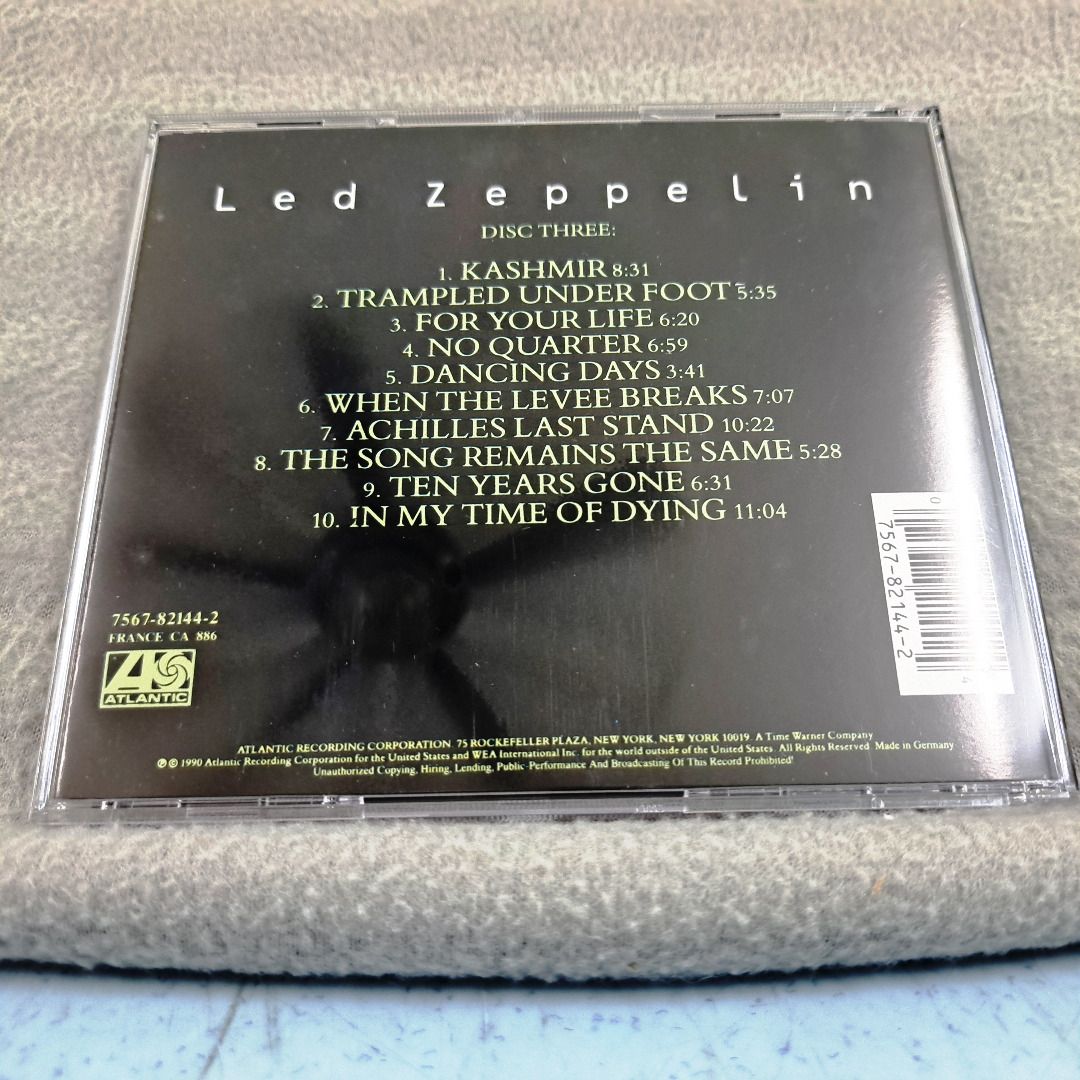 Led Zeppelin
DISC THREE:
1. KASHMIR 8:31
2. TRAMPLED UNDER FOOT 5:35
3. FOR YOUR LIFE 6:20
4. NO QUARTER 6:59
5. DANCING DAYS 3:41
6. WHEN THE LEVEE BREAKS 7:07
7. ACHILLES LAST STAND 10:22
8. THE SONG REMAINS THE SAME 5:28
9. TEN YEARS GONE 6:31
10. IN MY TIME OF DYING 11:04
0
7567-82144-2
4
7567-82144-2
FRANCE CA 886
ATLANTIC
ATLANTIC RECORDING CORPORATION. 75 ROCKEFELLER PLAZA, NEW YORK, NEW YORK 10019. A Time Warner Company
℗ © 1990 Atlantic Recording Corporation for the United States and WEA International Inc. for the world outside of the United States. All Rights Reserved. Made in Germany
Unauthorized Copying, Hiring, Lending, Public-Performance And Broadcasting Of This Record Prohibited!